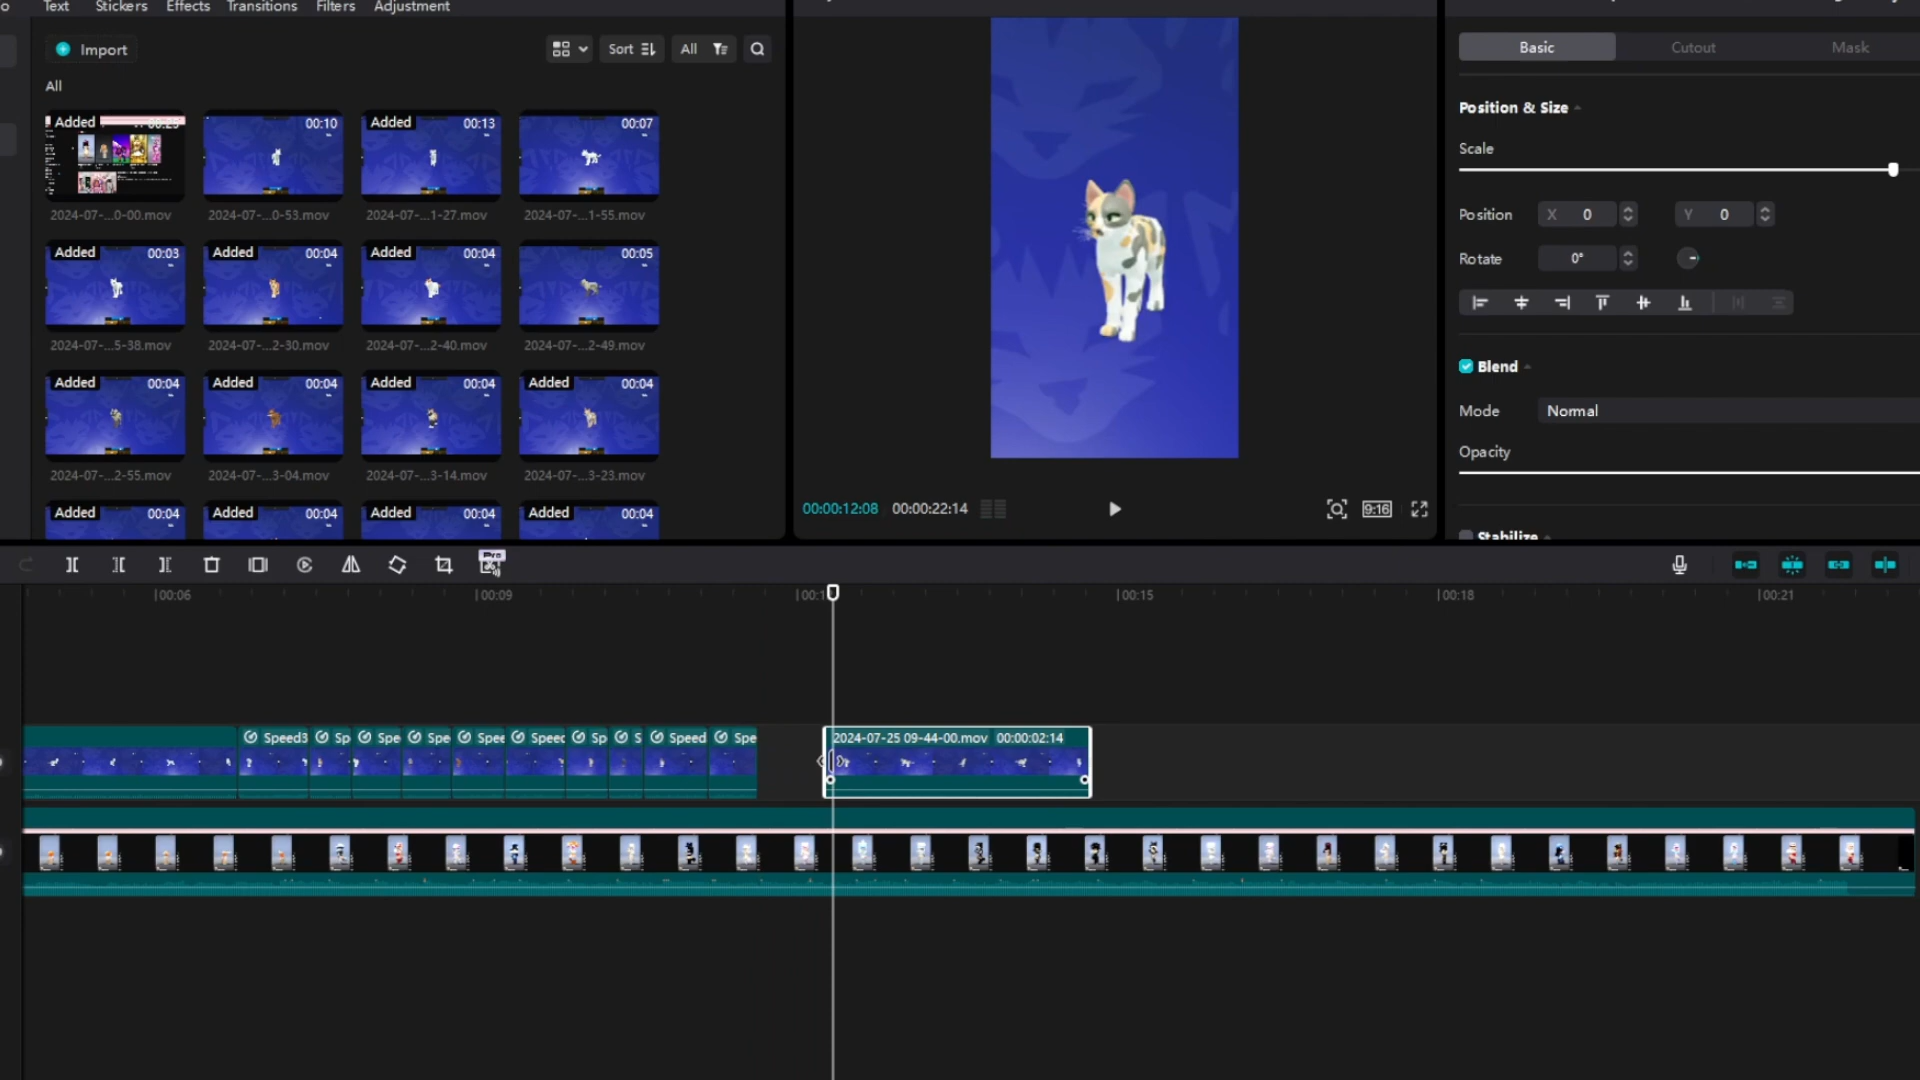 Text Stickers Effects Transitions Filters Adjustment
Import
Sort
All
All
Added
00:10
Added 00:13
00:07
2024-07-...0-00.mov 2024-07-...0-53.mov 2024-07-...1-27.mov 2024-07-...1-55.mov
Added 00:03 Added 00:04 Added 00:04 00:05
2024-07-...5-38.mov 2024-07-...2-30.mov 2024-07-...2-40.mov 2024-07-...2-49.mov
Added 00:04 Added 00:04 Added 00:04 Added 00:04
2024-07-...2-55.mov 2024-07-...3-04.mov 2024-07-...3-14.mov 2024-07-...3-23.mov
Added 00:04 Added 00:04 Added 00:04 Added 00:04
00:00:12:08 00:00:22:14
9:16
Basic Cutout Mask
Position & Size
Scale
Position X 0 Y 0
Rotate 0°
Blend
Mode Normal
Opacity
Stabilize
Pro
00:06 00:09 00:1 00:15 00:18 00:21
Speed3 Sp Spe Spe Spee Speed Sp S Speed Spe
2024-07-25 09-44-00.mov 00:00:02:14